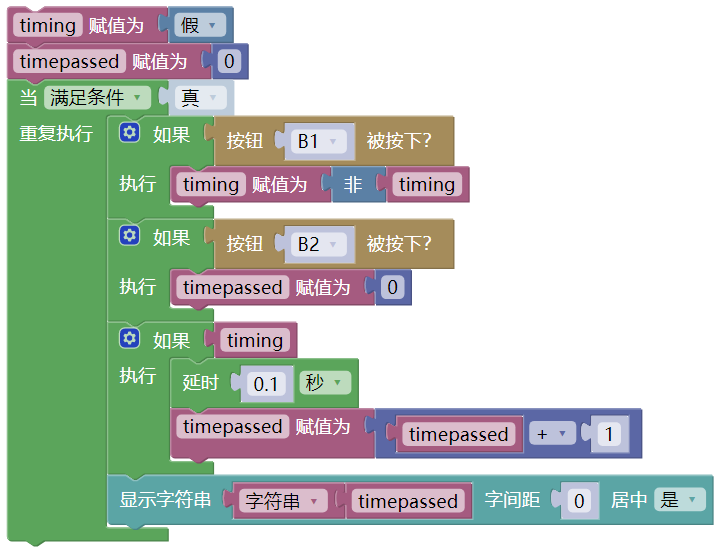 timing 赋值为 假
timepassed 赋值为 0
当 满足条件 真
重复执行 如果 按钮 B1 被按下?
执行 timing 赋值为 非 timing
如果 按钮 B2 被按下?
执行 timepassed 赋值为 0
如果 timing
执行 延时 0.1 秒
timepassed 赋值为 timepassed + 1
显示字符串 字符串 timepassed 字间距 0 居中 是